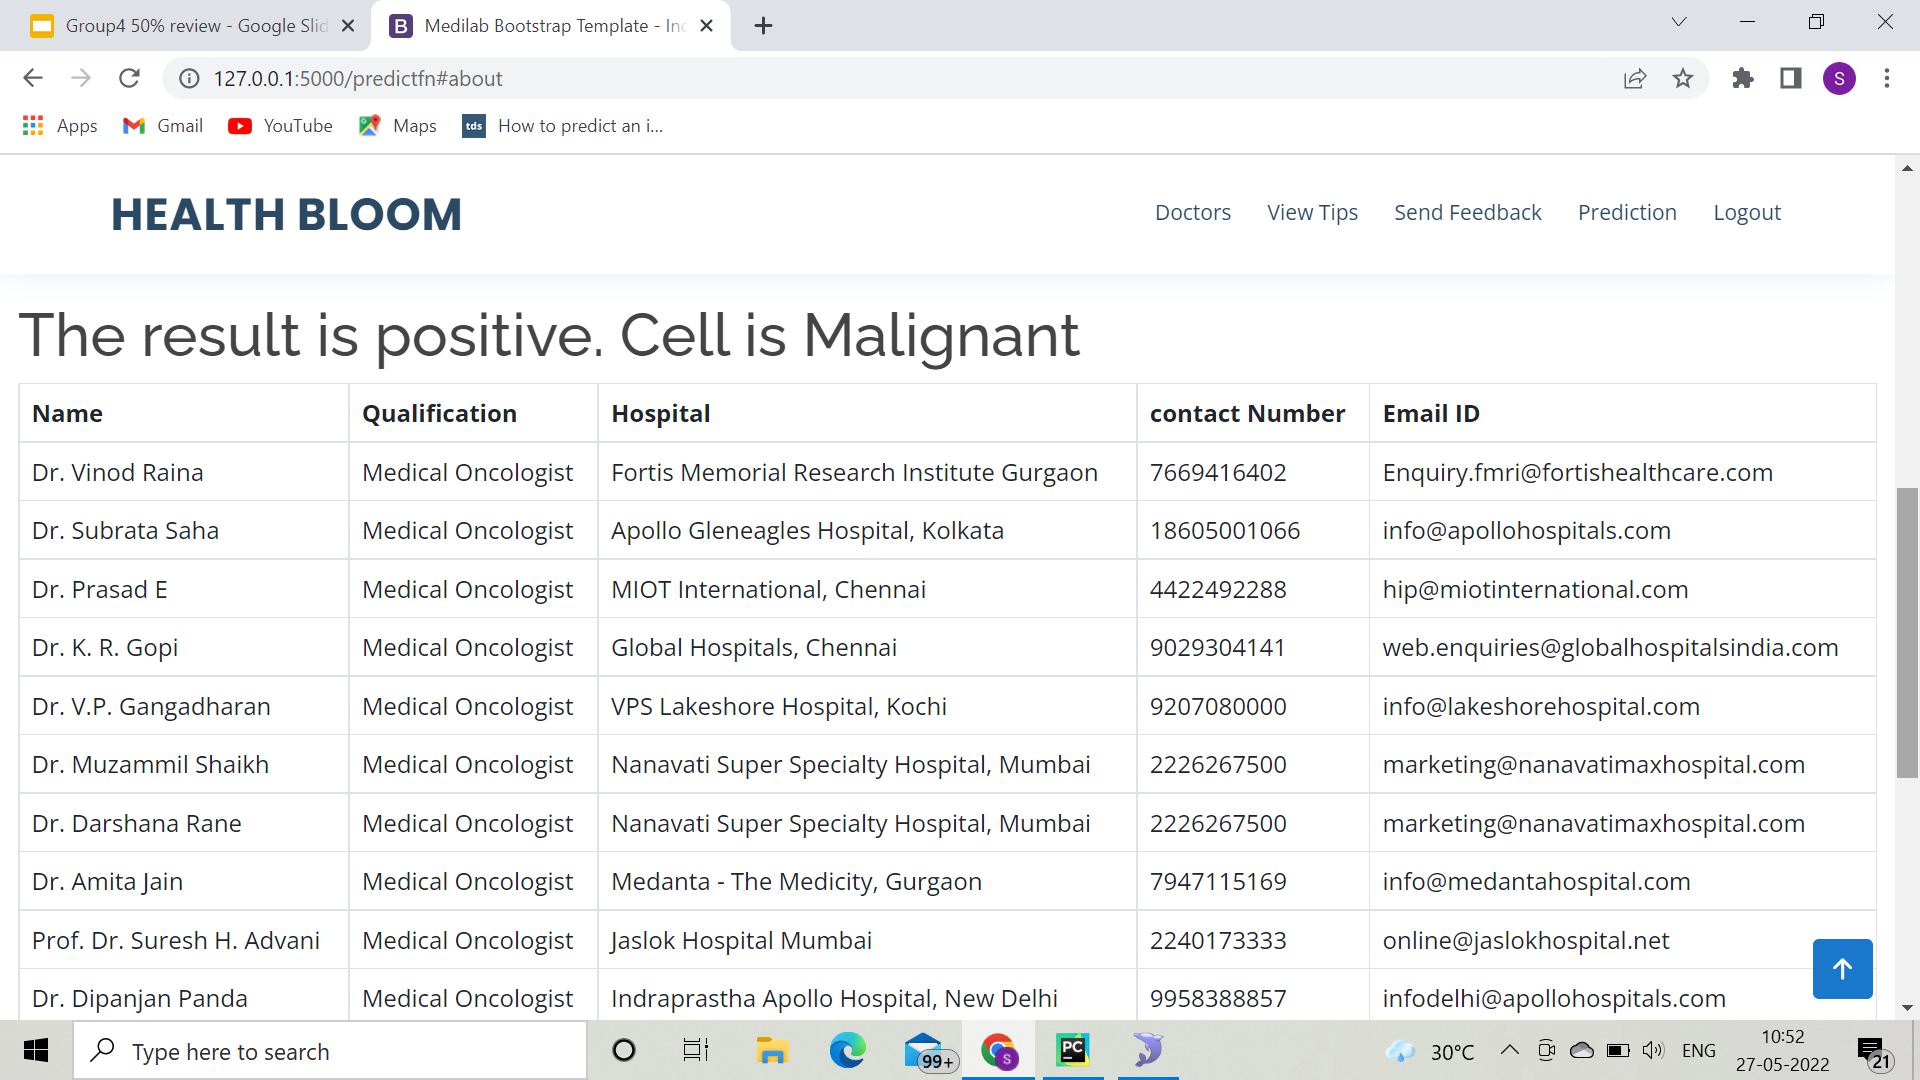 Group4 50% review - Google Slid
Medilab Bootstrap Template - Inc
127.0.0.1:5000/predictfn#about
S
Apps Gmail YouTube Maps tds How to predict an i...
HEALTH BLOOM
Doctors View Tips Send Feedback Prediction Logout
The result is positive. Cell is Malignant
Name Qualification Hospital contact Number Email ID
Dr. Vinod Raina Medical Oncologist Fortis Memorial Research Institute Gurgaon 7669416402 Enquiry.fmri@fortishealthcare.com
Dr. Subrata Saha Medical Oncologist Apollo Gleneagles Hospital, Kolkata 18605001066 info@apollohospitals.com
Dr. Prasad E Medical Oncologist MIOT International, Chennai 4422492288 hip@miotinternational.com
Dr. K. R. Gopi Medical Oncologist Global Hospitals, Chennai 9029304141 web.enquiries@globalhospitalsindia.com
Dr. V.P. Gangadharan Medical Oncologist VPS Lakeshore Hospital, Kochi 9207080000 info@lakeshorehospital.com
Dr. Muzammil Shaikh Medical Oncologist Nanavati Super Specialty Hospital, Mumbai 2226267500 marketing@nanavatimaxhospital.com
Dr. Darshana Rane Medical Oncologist Nanavati Super Specialty Hospital, Mumbai 2226267500 marketing@nanavatimaxhospital.com
Dr. Amita Jain Medical Oncologist Medanta - The Medicity, Gurgaon 7947115169 info@medantahospital.com
Prof. Dr. Suresh H. Advani Medical Oncologist Jaslok Hospital Mumbai 2240173333 online@jaslokhospital.net
Dr. Dipanjan Panda Medical Oncologist Indraprastha Apollo Hospital, New Delhi 9958388857 infodelhi@apollohospitals.com
Type here to search 99+ S PC 30°C ENG 10:52
27-05-2022 21